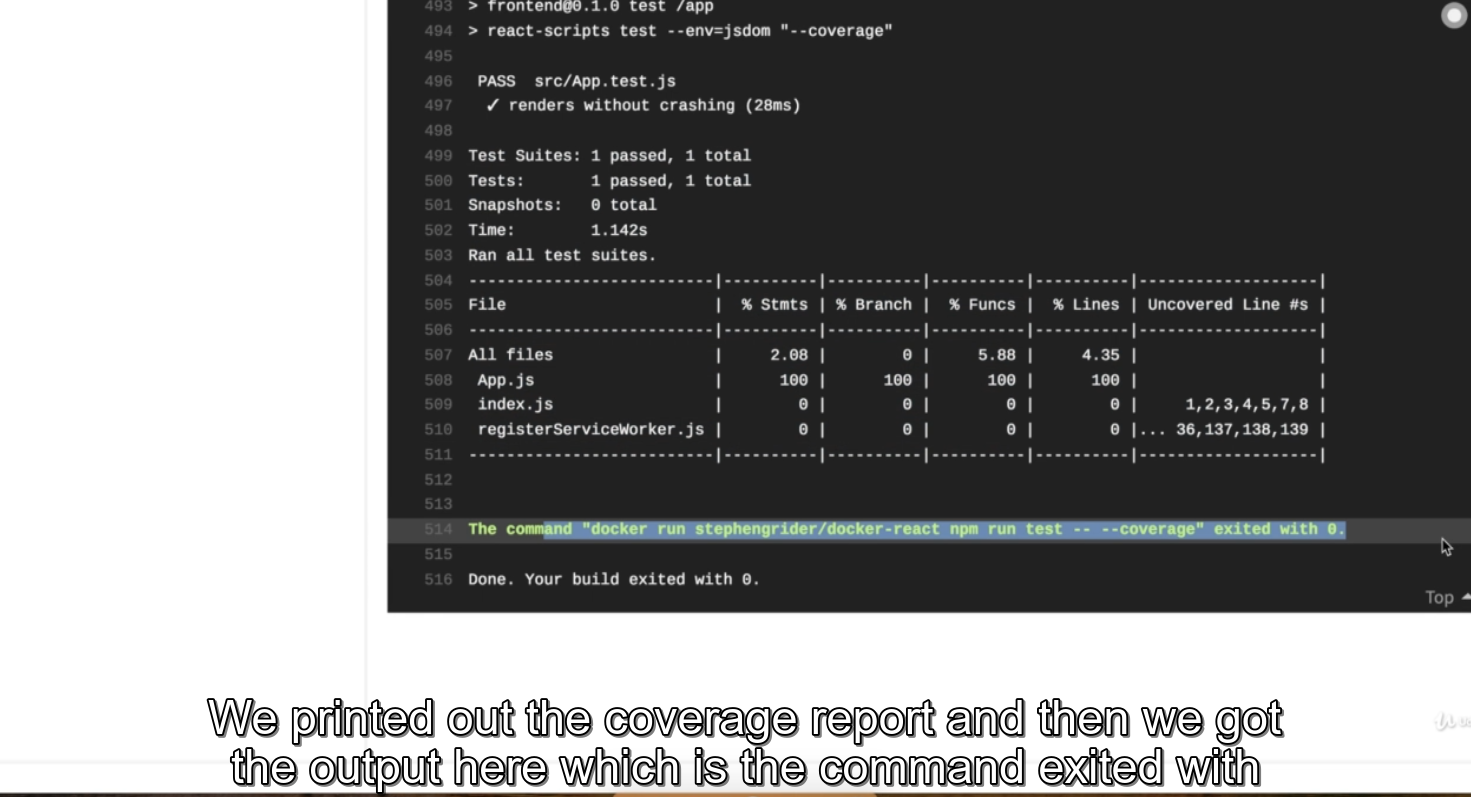 493 > frontend@0.1.0 test /app
494 > react-scripts test --env=jsdom "--coverage"
495
496 PASS src/App.test.js
497 ✓ renders without crashing (28ms)
498
499 Test Suites: 1 passed, 1 total
500 Tests: 1 passed, 1 total
501 Snapshots: 0 total
502 Time: 1.142s
503 Ran all test suites.
504 --------------------------|----------|----------|----------|----------|-------------------|
505 File | % Stmts | % Branch | % Funcs | % Lines | Uncovered Line #s |
506 --------------------------|----------|----------|----------|----------|-------------------|
507 All files | 2.08 | 0 | 5.88 | 4.35 | |
508 App.js | 100 | 100 | 100 | 100 | |
509 index.js | 0 | 0 | 0 | 0 | 1,2,3,4,5,7,8 |
510 registerServiceWorker.js | 0 | 0 | 0 | 0 |... 36,137,138,139 |
511 --------------------------|----------|----------|----------|----------|-------------------|
512
513
514 The command "docker run stephengrider/docker-react npm run test -- --coverage" exited with 0.
515
516 Done. Your build exited with 0.
Top
We printed out the coverage report and then we got
the output here which is the command exited with